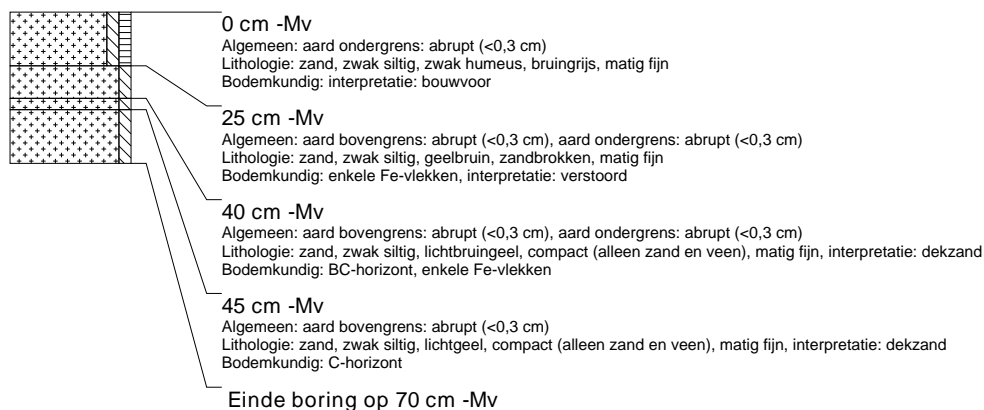 0 cm -Mv
Algemeen: aard ondergrens: abrupt (<0,3 cm)
Lithologie: zand, zwak siltig, zwak humeus, bruingrijs, matig fijn
Bodemkundig: interpretatie: bouwvoor
25 cm -Mv
Algemeen: aard bovengrens: abrupt (<0,3 cm), aard ondergrens: abrupt (<0,3 cm)
Lithologie: zand, zwak siltig, geelbruin, zandbrokken, matig fijn
Bodemkundig: enkele Fe-vlekken, interpretatie: verstoord
40 cm -Mv
Algemeen: aard bovengrens: abrupt (<0,3 cm), aard ondergrens: abrupt (<0,3 cm)
Lithologie: zand, zwak siltig, lichtbruingeel, compact (alleen zand en veen), matig fijn, interpretatie: dekzand
Bodemkundig: BC-horizont, enkele Fe-vlekken
45 cm -Mv
Algemeen: aard bovengrens: abrupt (<0,3 cm)
Lithologie: zand, zwak siltig, lichtgeel, compact (alleen zand en veen), matig fijn, interpretatie: dekzand
Bodemkundig: C-horizont
Einde boring op 70 cm -Mv